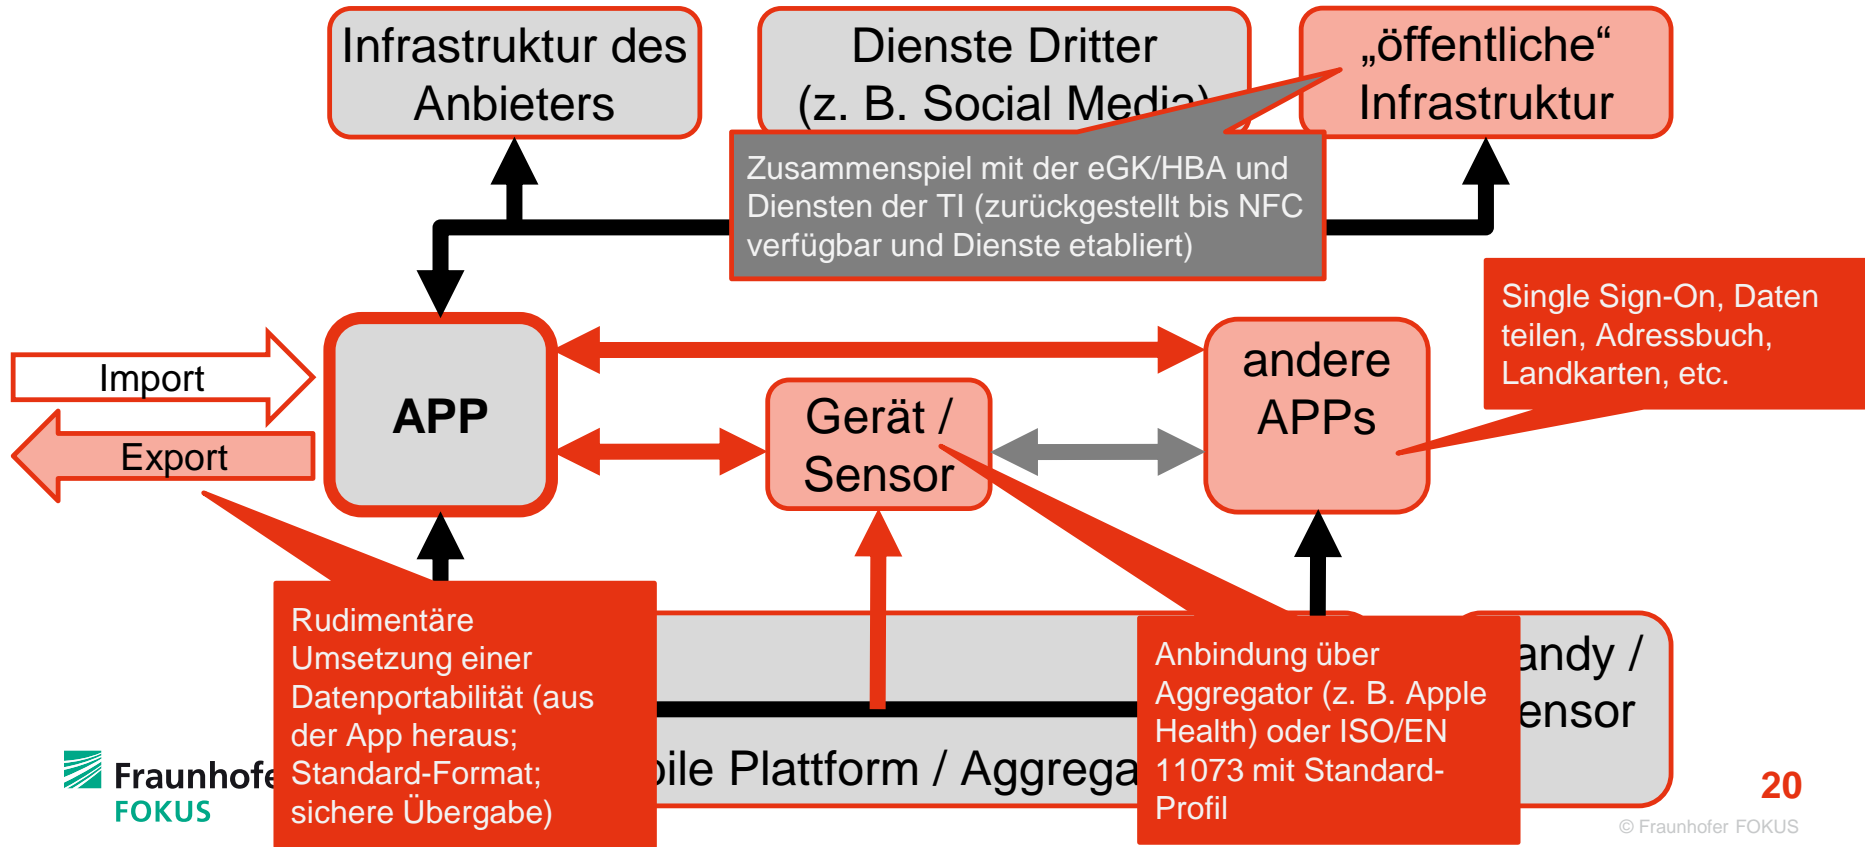 Infrastruktur des
Anbieters
Dienste Dritter
(z. B. Social Media)
„öffentliche“
Infrastruktur
Zusammenspiel mit der eGK/HBA und
Diensten der TI (zurückgestellt bis NFC
verfügbar und Dienste etabliert)
Single Sign-On, Daten
teilen, Adressbuch,
Landkarten, etc.
Import
Export
APP
Gerät /
Sensor
andere
APPs
Rudimentäre
Umsetzung einer
Datenportabilität (aus
der App heraus;
Standard-Format;
sichere Übergabe)
Anbindung über
Aggregator (z. B. Apple
Health) oder ISO/EN
11073 mit Standard-
Profil
andy /
ensor
bile Plattform / Aggrega
Fraunhofe
FOKUS
20
© Fraunhofer FOKUS